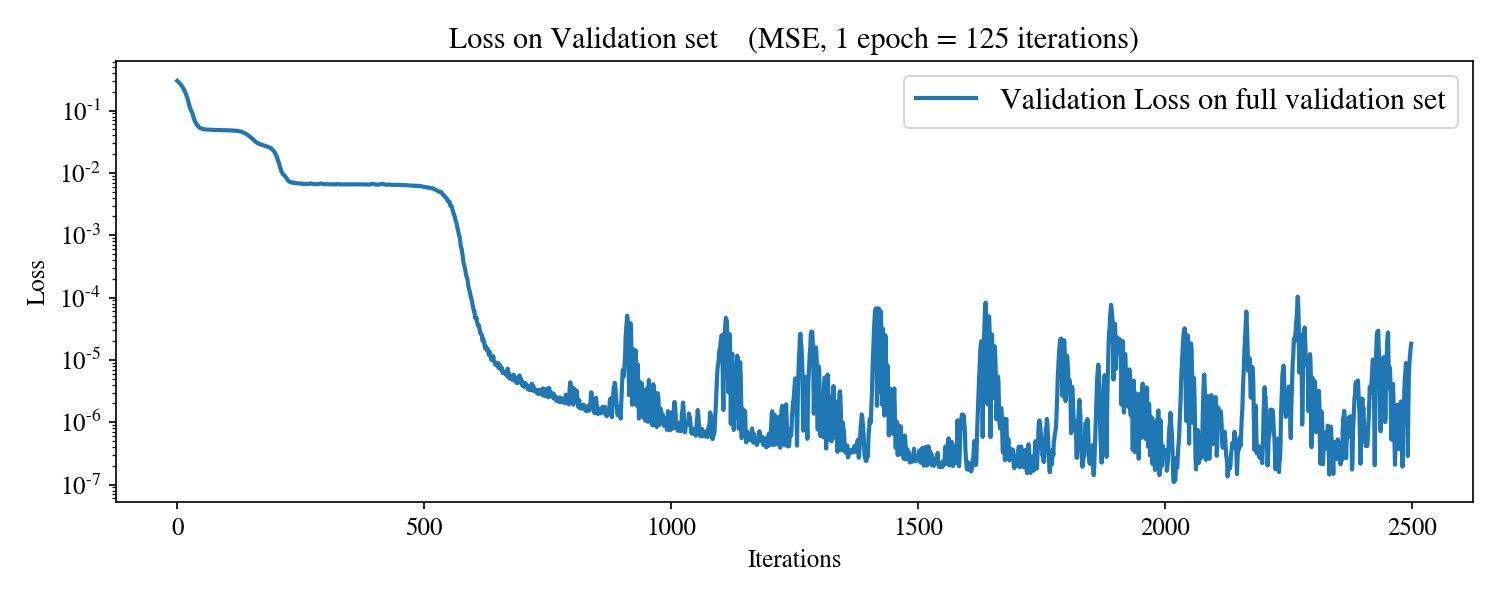 Loss on Validation set (MSE, 1 epoch = 125 iterations)
Validation Loss on full validation set
Loss
10^-1
10^-2
10^-3
10^-4
10^-5
10^-6
10^-7
0 500 1000 1500 2000 2500
Iterations